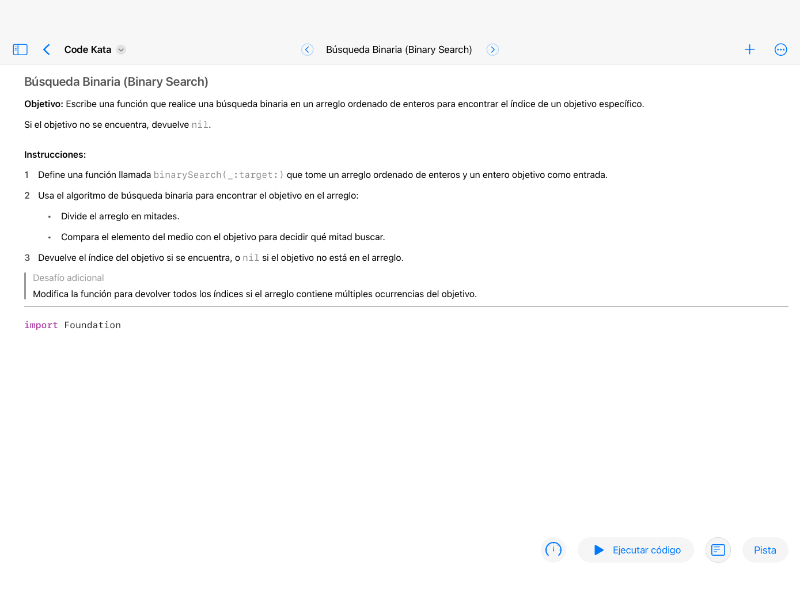 Code Kata
Búsqueda Binaria (Binary Search)
Búsqueda Binaria (Binary Search)
Objetivo: Escribe una función que realice una búsqueda binaria en un arreglo ordenado de enteros para encontrar el índice de un objetivo específico.
Si el objetivo no se encuentra, devuelve nil.
Instrucciones:
1 Define una función llamada binarySearch(_:target:) que tome un arreglo ordenado de enteros y un entero objetivo como entrada.
2 Usa el algoritmo de búsqueda binaria para encontrar el objetivo en el arreglo:
• Divide el arreglo en mitades.
• Compara el elemento del medio con el objetivo para decidir qué mitad buscar.
3 Devuelve el índice del objetivo si se encuentra, o nil si el objetivo no está en el arreglo.
Desafío adicional
Modifica la función para devolver todos los índices si el arreglo contiene múltiples ocurrencias del objetivo.
import Foundation
Ejecutar código
Pista